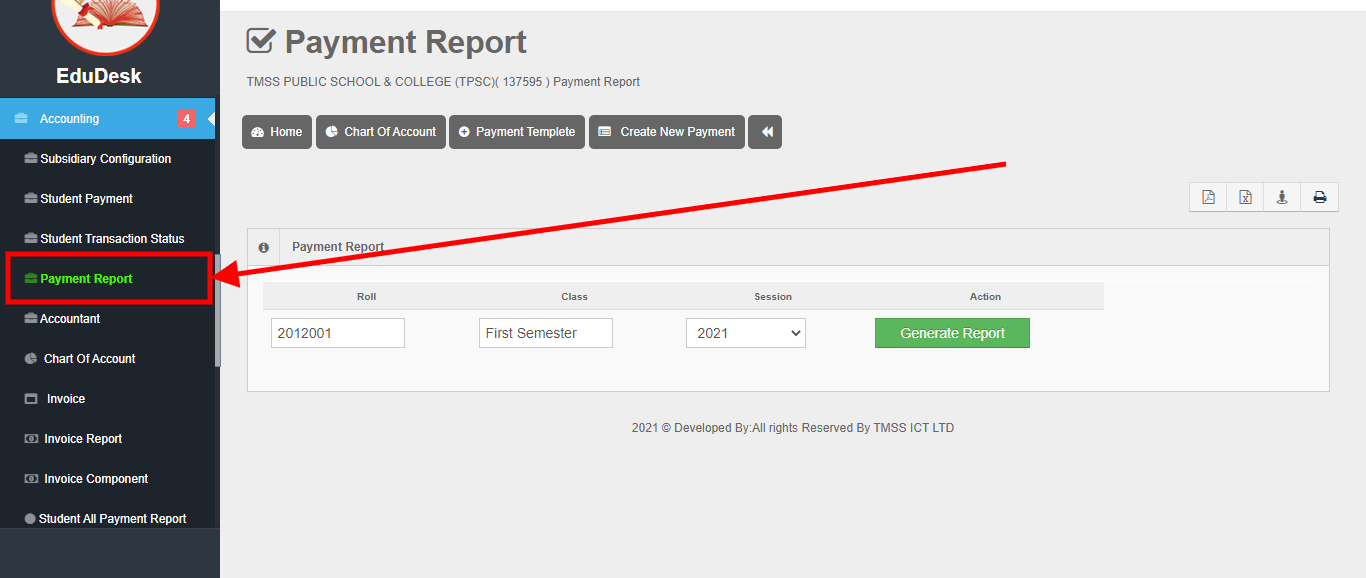 EduDesk
Accounting 4
Subsidiary Configuration
Student Payment
Student Transaction Status
Payment Report
Accountant
Chart Of Account
Invoice
Invoice Report
Invoice Component
Student All Payment Report
Payment Report
TMSS PUBLIC SCHOOL & COLLEGE (TPSC)( 137595 ) Payment Report
Home Chart Of Account Payment Templete Create New Payment
Payment Report
Roll Class Session Action
2012001 First Semester 2021 Generate Report
2021 © Developed By:All rights Reserved By TMSS ICT LTD